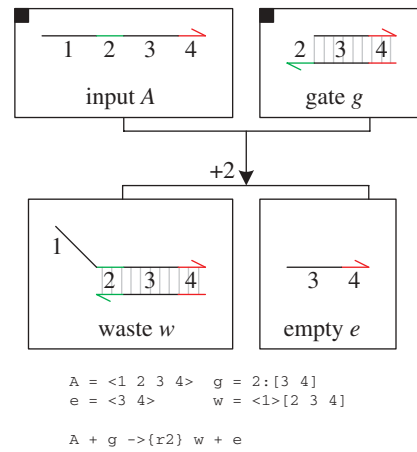 1 2 3 4
2 3 4
input A
gate g
+2
1
2 3 4
3 4
waste w
empty e
A = <1 2 3 4> g = 2:[3 4]
e = <3 4> w = <1>[2 3 4]
A + g ->{r2} w + e